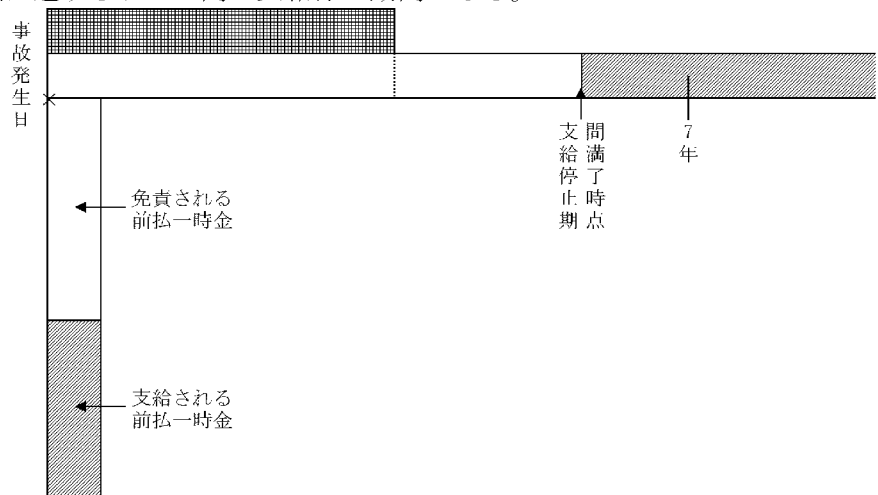 事故発生日
支給停止期
間満了時点
7年
免責される
前払一時金
支給される
前払一時金